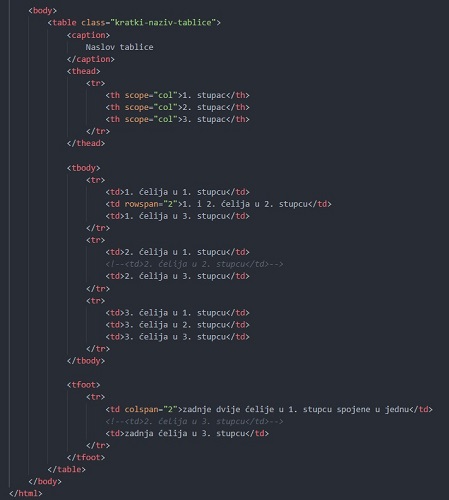 <body>
<table class="kratki-naziv-tablice">
<caption>
Naslov tablice
</caption>
<thead>
<tr>
<th scope="col">1. stupac</th>
<th scope="col">2. stupac</th>
<th scope="col">3. stupac</th>
</tr>
</thead>
<tbody>
<tr>
<td>1. ćelija u 1. stupcu</td>
<td rowspan="2">1. i 2. ćelija u 2. stupcu</td>
<td>1. ćelija u 3. stupcu</td>
</tr>
<tr>
<td>2. ćelija u 1. stupcu</td>
<!--<td>2. ćelija u 2. stupcu</td>-->
<td>2. ćelija u 3. stupcu</td>
</tr>
<tr>
<td>3. ćelija u 1. stupcu</td>
<td>3. ćelija u 2. stupcu</td>
<td>3. ćelija u 3. stupcu</td>
</tr>
</tbody>
<tfoot>
<tr>
<td colspan="2">zadnje dvije ćelije u 1. stupcu spojene u jednu</td>
<!--<td>2. ćelija u 3. stupcu</td>-->
<td>zadnja ćelija u 3. stupcu</td>
</tr>
</tfoot>
</table>
</body>
</html>